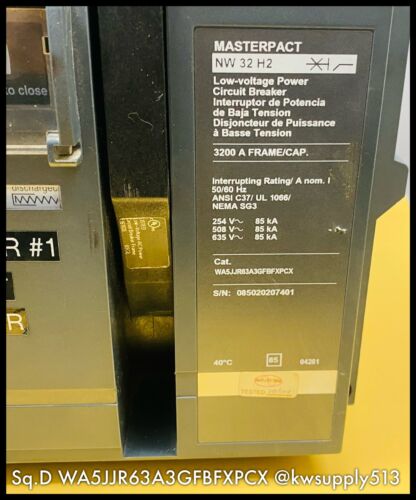 to close
discharged
R #1
R
MASTERPACT
NW 32 H2
Low-voltage Power
Circuit Breaker
Interruptor de Potencia
de Baja Tension
Disjoncteur de Puissance
à Basse Tension
3200 A FRAME/CAP.
Interrupting Rating/ A nom. I
50/60 Hz
ANSI C37/ UL 1066/
NEMA SG3
254 V~ 85 kA
508 V~ 85 kA
635 V~ 85 kA
Cat.
WA5JJR63A3GFBFXPCX
S/N: 085020207401
40°C
65
04281
Sq.D WA5JJR63A3GFBFXPCX @kwsupply513